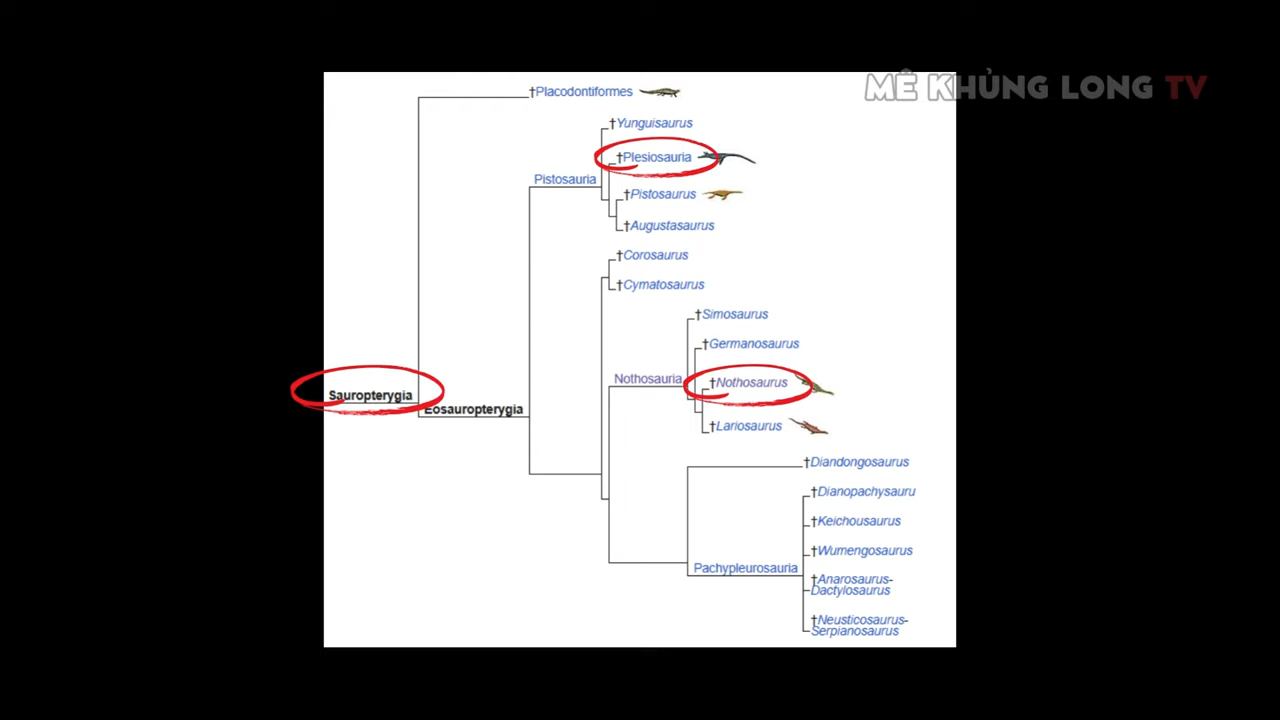 MÊ KHỦNG LONG TV
†Placodontiformes
†Yunguisaurus
†Plesiosauria
Pistosauria
†Pistosaurus
†Augustasaurus
†Corosaurus
†Cymatosaurus
†Simosaurus
†Germanosaurus
Nothosauria
†Nothosaurus
Sauropterygia
Eosauropterygia
†Lariosaurus
†Diandongosaurus
†Dianopachysauru
†Keichousaurus
†Wumengosaurus
Pachypleurosauria
†Anarosaurus-
Dactylosaurus
†Neusticosaurus-
Serpianosaurus